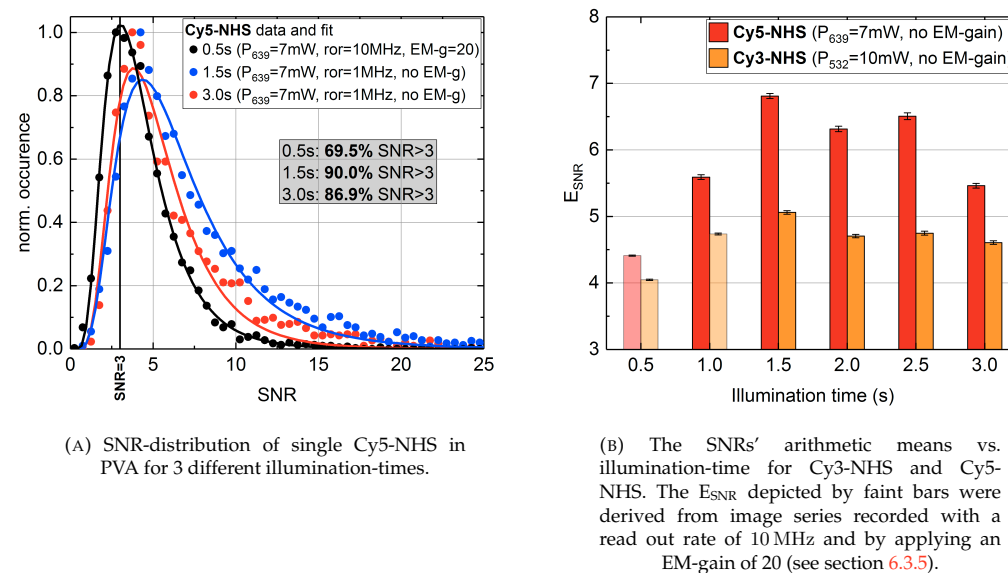 Cy5-NHS data and fit
0.5s (P639=7mW, ror=10MHz, EM-g=20)
1.5s (P639=7mW, ror=1MHz, no EM-g)
3.0s (P639=7mW, ror=1MHz, no EM-g)
0.5s: 69.5% SNR>3
1.5s: 90.0% SNR>3
3.0s: 86.9% SNR>3
norm. occurence
1.0
0.8
0.6
0.4
0.2
0.0
0 5 10 15 20 25
SNR=3
SNR
(A) SNR-distribution of single Cy5-NHS in
PVA for 3 different illumination-times.
Cy5-NHS (P639=7mW, no EM-gain)
Cy3-NHS (P532=10mW, no EM-gain
ESNR
8
7
6
5
4
3
0.5 1.0 1.5 2.0 2.5 3.0
Illumination time (s)
(B) The SNRs' arithmetic means vs.
illumination-time for Cy3-NHS and Cy5-
NHS. The ESNR depicted by faint bars were
derived from image series recorded with a
read out rate of 10 MHz and by applying an
EM-gain of 20 (see section 6.3.5).